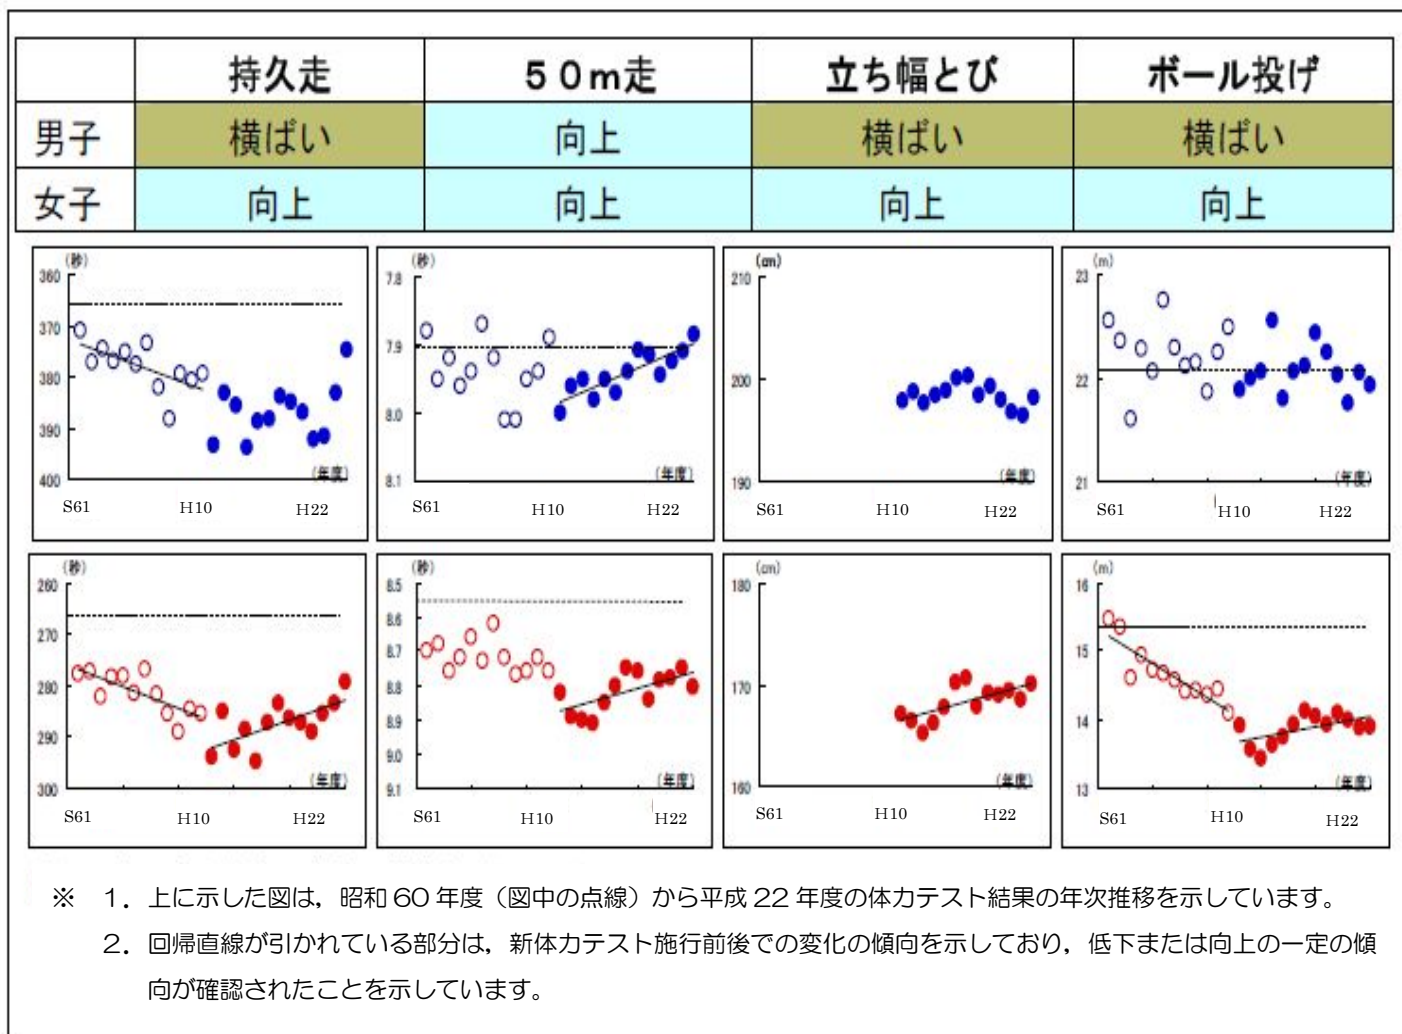 持久走 ５０ｍ走 立ち幅とび ボール投げ
男子 横ばい 向上 横ばい 横ばい
女子 向上 向上 向上 向上
(秒)
360
370
380
390
400
(年度)
S61 H10 H22
(秒)
7.8
7.9
8.0
8.1
(年度)
S61 H10 H22
(cm)
210
200
190
(年度)
S61 H10 H22
(m)
23
22
21
(年度)
S61 H10 H22
(秒)
260
270
280
290
300
(年度)
S61 H10 H22
(秒)
8.5
8.6
8.7
8.8
8.9
9.0
9.1
(年度)
S61 H10 H22
(cm)
180
170
160
(年度)
S61 H10 H22
(m)
16
15
14
13
(年度)
S61 H10 H22
※　１．上に示した図は，昭和 60 年度（図中の点線）から平成 22 年度の体力テスト結果の年次推移を示しています。
２．回帰直線が引かれている部分は，新体力テスト施行前後での変化の傾向を示しており，低下または向上の一定の傾
向が確認されたことを示しています。